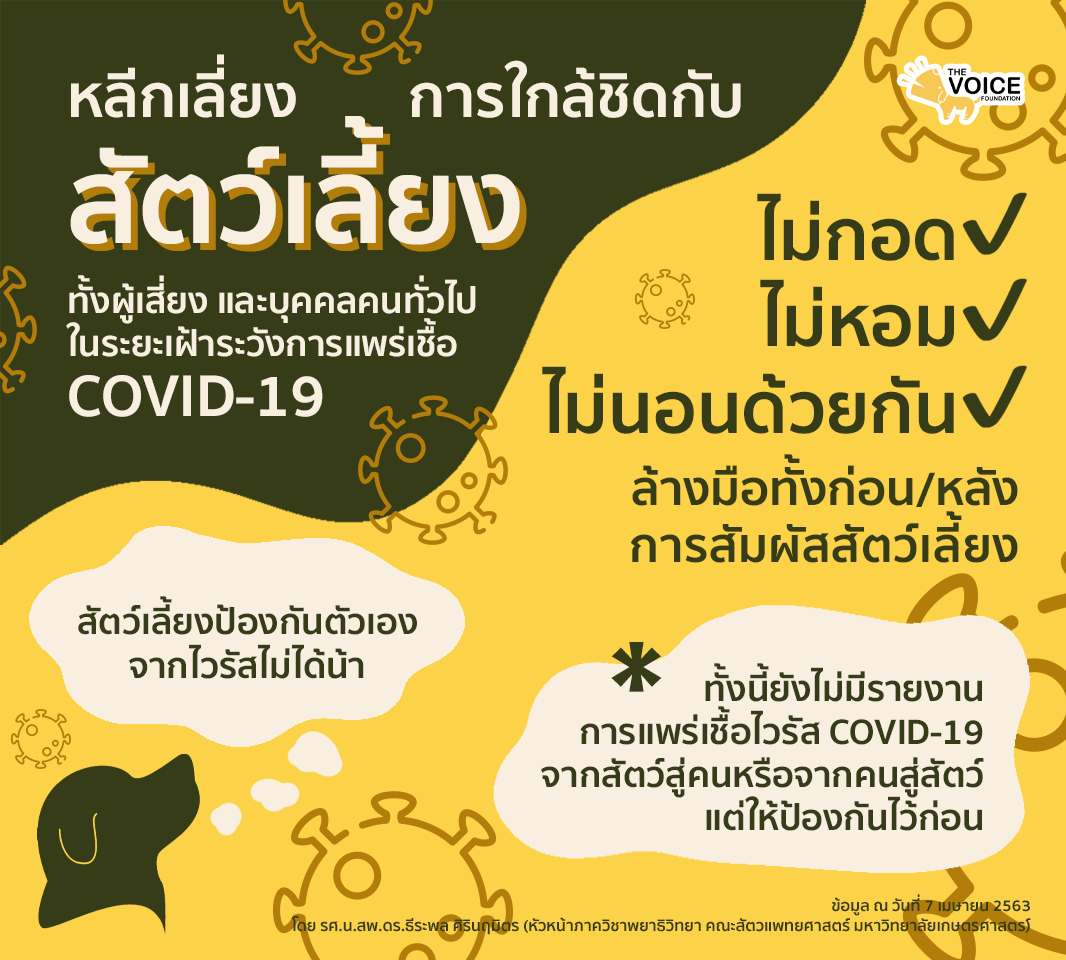 หลีกเลี่ยง การใกล้ชิดกับ
สัตว์เลี้ยง
ทั้งผู้เสี่ยง และบุคคลคนทั่วไป
ในระยะเฝ้าระวังการแพร่เชื้อ
COVID-19
THE
VOICE
FOUNDATION
ไม่กอด✓
ไม่หอม✓
ไม่นอนด้วยกัน✓
ล้างมือทั้งก่อน/หลัง
การสัมผัสสัตว์เลี้ยง
สัตว์เลี้ยงป้องกันตัวเอง
จากไวรัสไม่ได้น้า
* ทั้งนี้ยังไม่มีรายงาน
การแพร่เชื้อไวรัส COVID-19
จากสัตว์สู่คนหรือจากคนสู่สัตว์
แต่ให้ป้องกันไว้ก่อน
ข้อมูล ณ วันที่ 7 เมษายน 2563
โดย รศ.น.สพ.ดร.ธีระพล ศิรินฤมิตร (หัวหน้าภาควิชาพยาธิวิทยา คณะสัตวแพทยศาสตร์ มหาวิทยาลัยเกษตรศาสตร์)